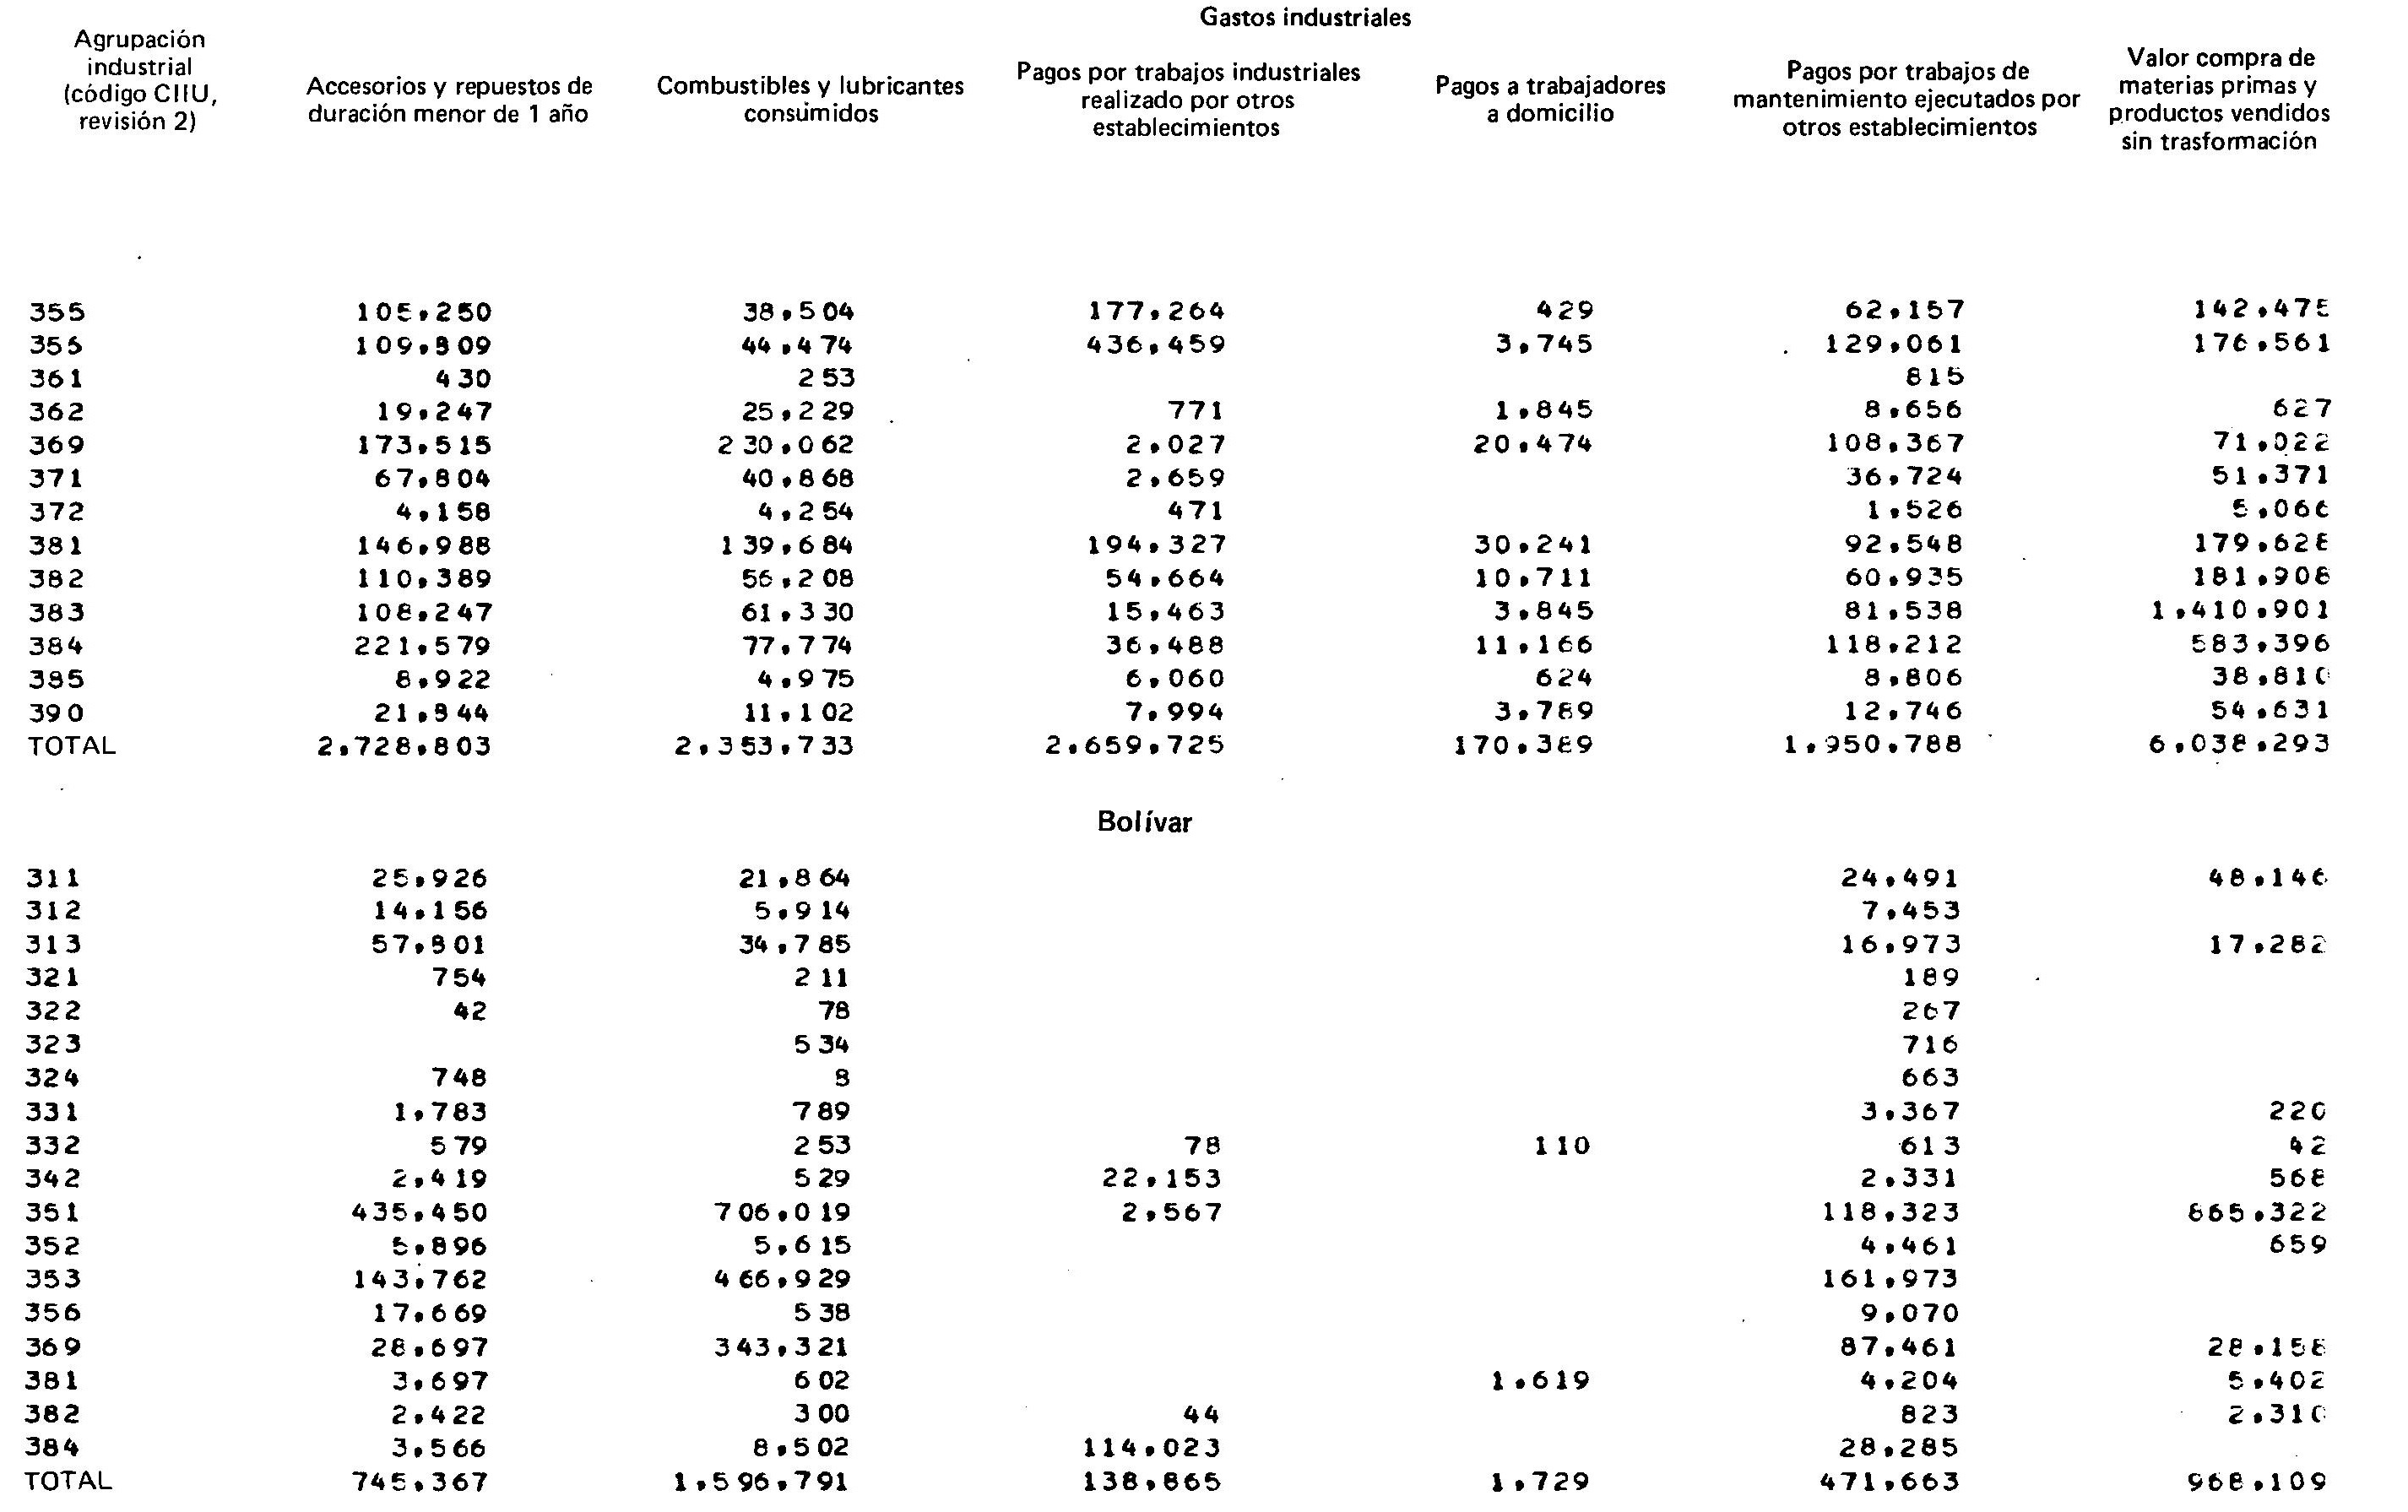 Gastos industriales
Agrupación industrial (código CIIU, revisión 2)
Accesorios y repuestos de duración menor de 1 año
Combustibles y lubricantes consumidos
Pagos por trabajos industriales realizado por otros establecimientos
Pagos a trabajadores a domicilio
Pagos por trabajos de mantenimiento ejecutados por otros establecimientos
Valor compra de materias primas y productos vendidos sin trasformación
355 105,250 38,504 177,264 429 62,157 142,475
356 109,809 44,474 436,459 3,745 129,061 176,561
361 430 253 815
362 19,247 25,229 771 1,845 8,656 627
369 173,515 230,062 2,027 20,474 108,367 71,022
371 67,804 40,868 2,659 36,724 51,371
372 4,158 4,254 471 1,526 5,066
381 146,988 139,684 194,327 30,241 92,548 179,628
382 110,389 56,208 54,664 10,711 60,935 181,908
383 108,247 61,330 15,463 3,845 81,538 1,410,901
384 221,579 77,774 36,488 11,166 118,212 583,396
385 8,922 4,975 6,060 624 8,806 38,810
390 21,844 11,102 7,994 3,789 12,746 54,631
TOTAL 2,728,803 2,353,733 2,659,725 170,389 1,950,788 6,038,293
Bolívar
311 25,926 21,864 24,491 48,146
312 14,156 5,914 7,453
313 57,801 34,785 16,973 17,282
321 754 211 189
322 42 78 267
323 534 716
324 748 8 663
331 1,783 789 3,367 220
332 579 253 78 110 613 42
342 2,419 529 22,153 2,331 568
351 435,450 706,019 2,567 118,323 865,322
352 5,896 5,615 4,461 659
353 143,762 466,929 161,973
356 17,669 538 9,070
369 28,697 343,321 87,461 28,158
381 3,697 602 1,619 4,204 5,402
382 2,422 300 44 823 2,310
384 3,566 8,502 114,023 28,285
TOTAL 745,367 1,596,791 138,865 1,729 471,663 968,109